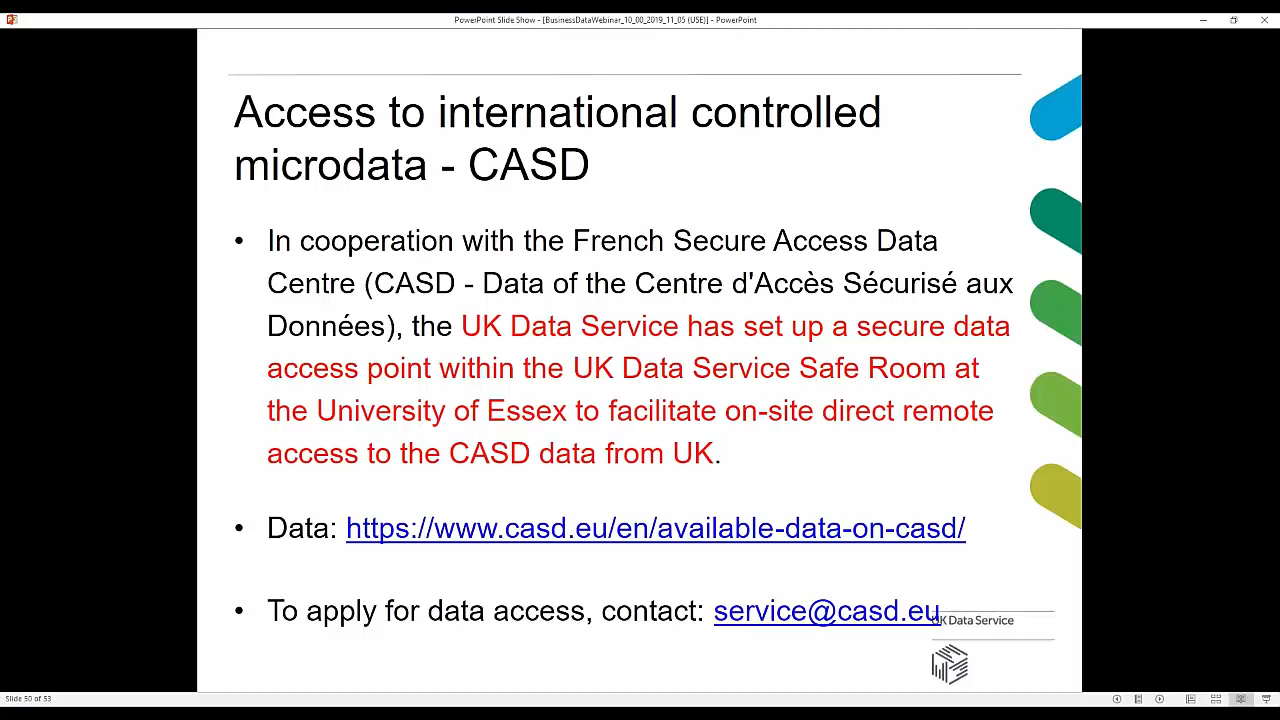 PowerPoint Slide Show - [BusinessDataWebinar_10_00_2019_11_05 (USE)] - PowerPoint
Access to international controlled
microdata - CASD
• In cooperation with the French Secure Access Data
Centre (CASD - Data of the Centre d'Accès Sécurisé aux
Données), the UK Data Service has set up a secure data
access point within the UK Data Service Safe Room at
the University of Essex to facilitate on-site direct remote
access to the CASD data from UK.
• Data: https://www.casd.eu/en/available-data-on-casd/
• To apply for data access, contact: service@casd.eu
UK Data Service
Slide 50 of 53